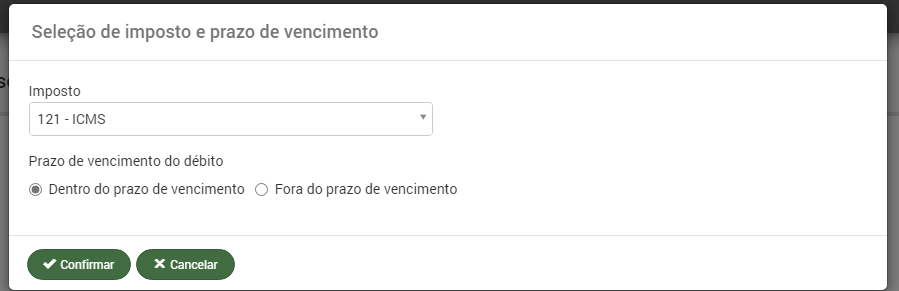 Seleção de imposto e prazo de vencimento
Imposto
121 - ICMS
Prazo de vencimento do débito
Dentro do prazo de vencimento Fora do prazo de vencimento
Confirmar Cancelar